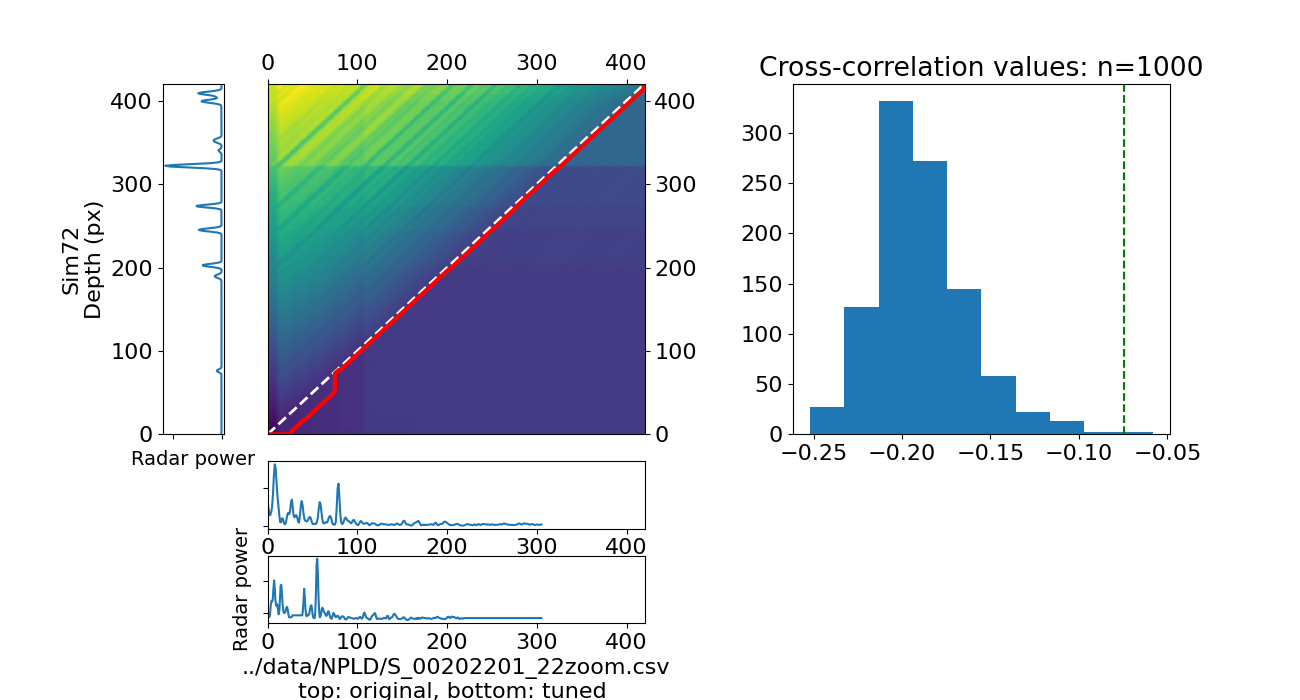 Cross-correlation values: n=1000
0 100 200 300 400
400
300
200
100
0
Sim72
Depth (px)
Radar power
400
300
200
100
0
300
250
200
150
100
50
0
−0.25 −0.20 −0.15 −0.10 −0.05
0 100 200 300 400
Radar power
0 100 200 300 400
../data/NPLD/S_00202201_22zoom.csv
top: original, bottom: tuned